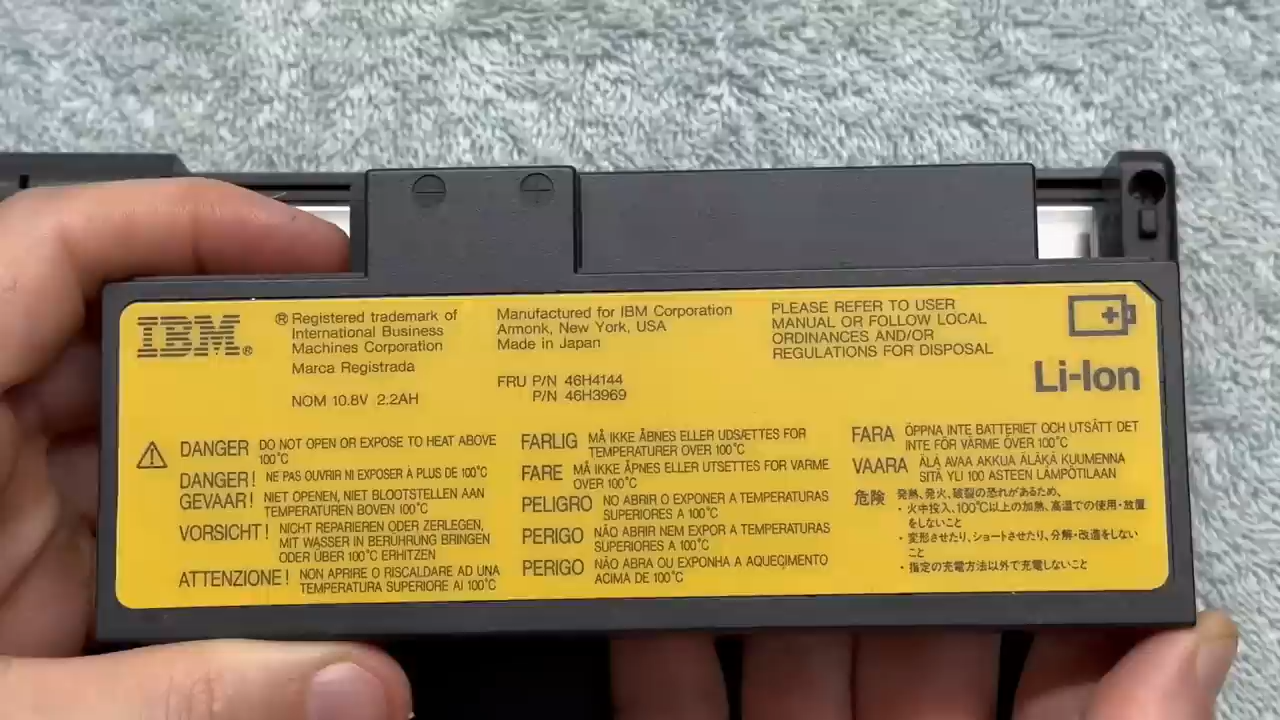 IBM®
® Registered trademark of
International Business
Machines Corporation
Marca Registrada
NOM 10.8V 2.2AH
Manufactured for IBM Corporation
Armonk, New York, USA
Made in Japan
FRU P/N 46H4144
P/N 46H3969
PLEASE REFER TO USER
MANUAL OR FOLLOW LOCAL
ORDINANCES AND/OR
REGULATIONS FOR DISPOSAL
Li-Ion
DANGER DO NOT OPEN OR EXPOSE TO HEAT ABOVE
100°C
DANGER! NE PAS OUVRIR NI EXPOSER À PLUS DE 100°C
GEVAAR! NIET OPENEN, NIET BLOOTSTELLEN AAN
TEMPERATUREN BOVEN 100°C
VORSICHT! NICHT REPARIEREN ODER ZERLEGEN,
MIT WASSER IN BERÜHRUNG BRINGEN
ODER ÜBER 100°C ERHITZEN
ATTENZIONE! NON APRIRE O RISCALDARE AD UNA
TEMPERATURA SUPERIORE AI 100°C
FARLIG MÅ IKKE ÅBNES ELLER UDSÆTTES FOR
TEMPERATURER OVER 100°C
FARE MÅ IKKE ÅPNES ELLER UTSETTES FOR VARME
OVER 100°C
PELIGRO NO ABRIR O EXPONER A TEMPERATURAS
SUPERIORES A 100°C
PERIGO NÃO ABRIR NEM EXPOR A TEMPERATURAS
SUPERIORES A 100°C
PERIGO NÃO ABRA OU EXPONHA A AQUECIMENTO
ACIMA DE 100°C
FARA ÖPPNA INTE BATTERIET OCH UTSÄTT DET
INTE FÖR VÄRME ÖVER 100°C
VAARA ÄLÄ AVAA AKKUA ÄLÄKÄ KUUMENNA
SITÄ YLI 100 ASTEEN LÄMPÖTILAAN
危険 発熱、発火、破裂の恐れがあるため、
・火中投入、100°C以上の加熱、高温での使用・放置
をしないこと
・変形させたり、ショートさせたり、分解・改造をしない
こと
・指定の充電方法以外で充電しないこと